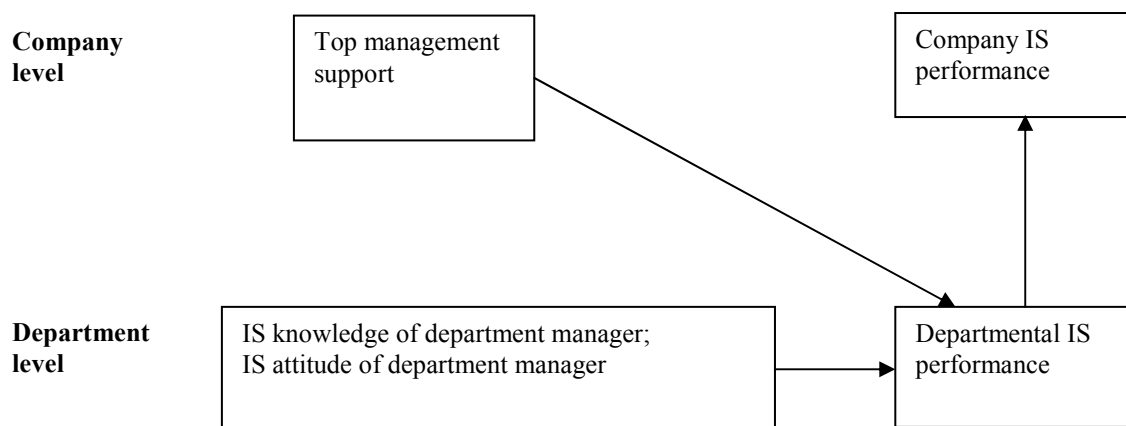 Company
level
Top management
support
Company IS
performance
Department
level
IS knowledge of department manager;
IS attitude of department manager
Departmental IS
performance